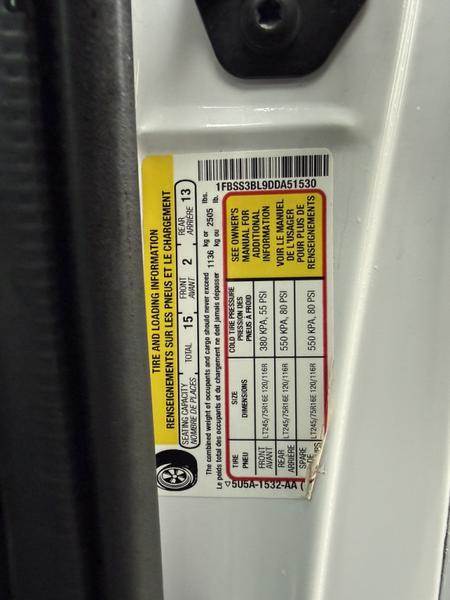 1FBSS3BL9DDA51530
TIRE AND LOADING INFORMATION
RENSEIGNEMENTS SUR LES PNEUS ET LE CHARGEMENT
SEATING CAPACITY TOTAL 15 FRONT 2 REAR 13
NOMBRE DE PLACES AVANT ARRIÈRE
The combined weight of occupants and cargo should never exceed 1136 kg or 2505 lbs.
Le poids total des occupants et du chargement ne doit jamais dépasser kg ou lb.
TIRE SIZE COLD TIRE PRESSURE
PNEU DIMENSIONS PRESSION DES
PNEUS À FROID
FRONT
AVANT LT245/75R16E 120/116R 380 KPA, 55 PSI
REAR
ARRIÈRE LT245/75R16E 120/116R 550 KPA, 80 PSI
SPARE
DE LT245/75R16E 120/116R 550 KPA, 80 PSI
SEE OWNER'S
MANUAL FOR
ADDITIONAL
INFORMATION
VOIR LE MANUEL
DE L'USAGER
POUR PLUS DE
RENSEIGNEMENTS
5U5A-1532-AA